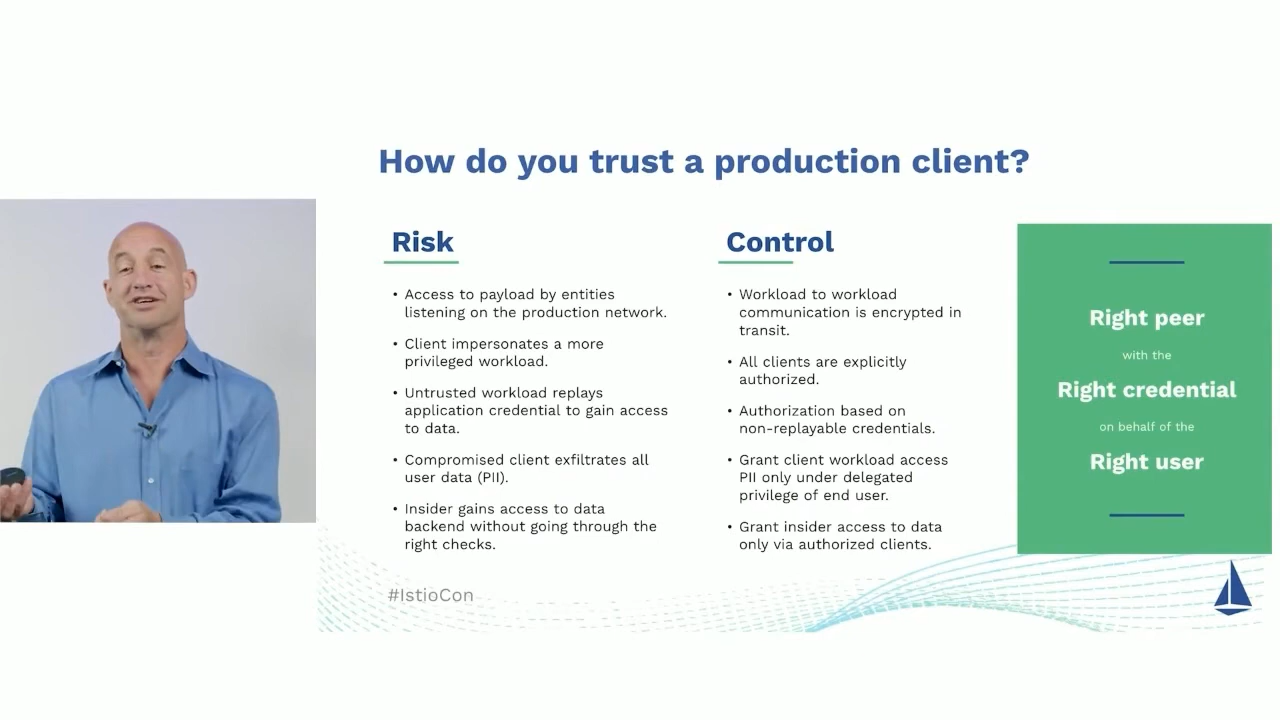 How do you trust a production client?
Risk
• Access to payload by entities
listening on the production network.
• Client impersonates a more
privileged workload.
• Untrusted workload replays
application credential to gain access
to data.
• Compromised client exfiltrates all
user data (PII).
• Insider gains access to data
backend without going through the
right checks.
Control
• Workload to workload
communication is encrypted in
transit.
• All clients are explicitly
authorized.
• Authorization based on
non-replayable credentials.
• Grant client workload access
PII only under delegated
privilege of end user.
• Grant insider access to data
only via authorized clients.
Right peer
with the
Right credential
on behalf of the
Right user
#IstioCon